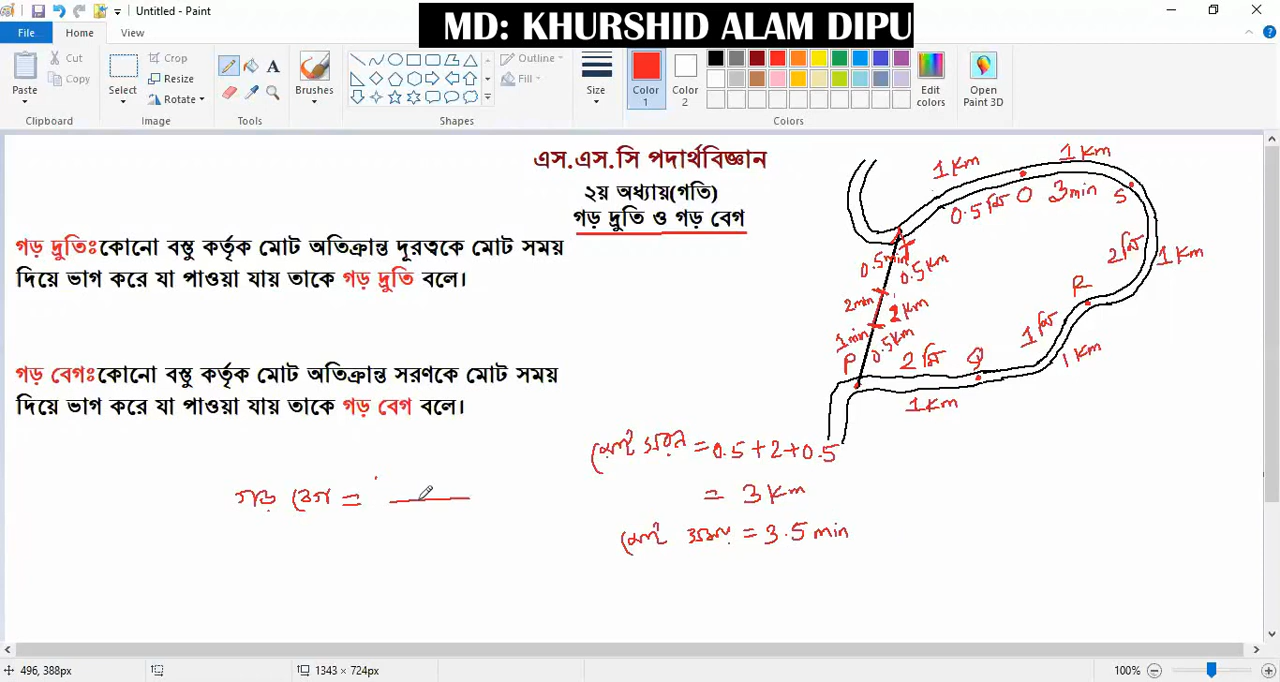 Untitled - Paint
MD: KHURSHID ALAM DIPU
File Home View
Cut
Copy
Paste
Crop
Resize
Rotate
Select
Brushes
Outline
Fill
Size
Color 1
Color 2
Edit colors
Open Paint 3D
Clipboard Image Tools Shapes Colors
এস.এস.সি পদার্থবিজ্ঞান
২য় অধ্যায়(গতি)
গড় দ্রুতি ও গড় বেগ
গড় দ্রুতিঃকোনো বস্তু কর্তৃক মোট অতিক্রান্ত দূরত্বকে মোট সময়
দিয়ে ভাগ করে যা পাওয়া যায় তাকে গড় দ্রুতি বলে।
গড় বেগঃকোনো বস্তু কর্তৃক মোট অতিক্রান্ত সরণকে মোট সময়
দিয়ে ভাগ করে যা পাওয়া যায় তাকে গড় বেগ বলে।
গড় বেগ =
1 Km
1 Km
0.5 মি O 3min S
2 মি 1 Km
R
1 মি
1 Km
0.5min 0.5 Km
2min 2 Km
1min 0.5 Km
P 2 মি Q
1 Km
মোট সরণ = 0.5 + 2 + 0.5
= 3 Km
মোট সময় = 3.5 min
496, 388px
1343 × 724px
100%